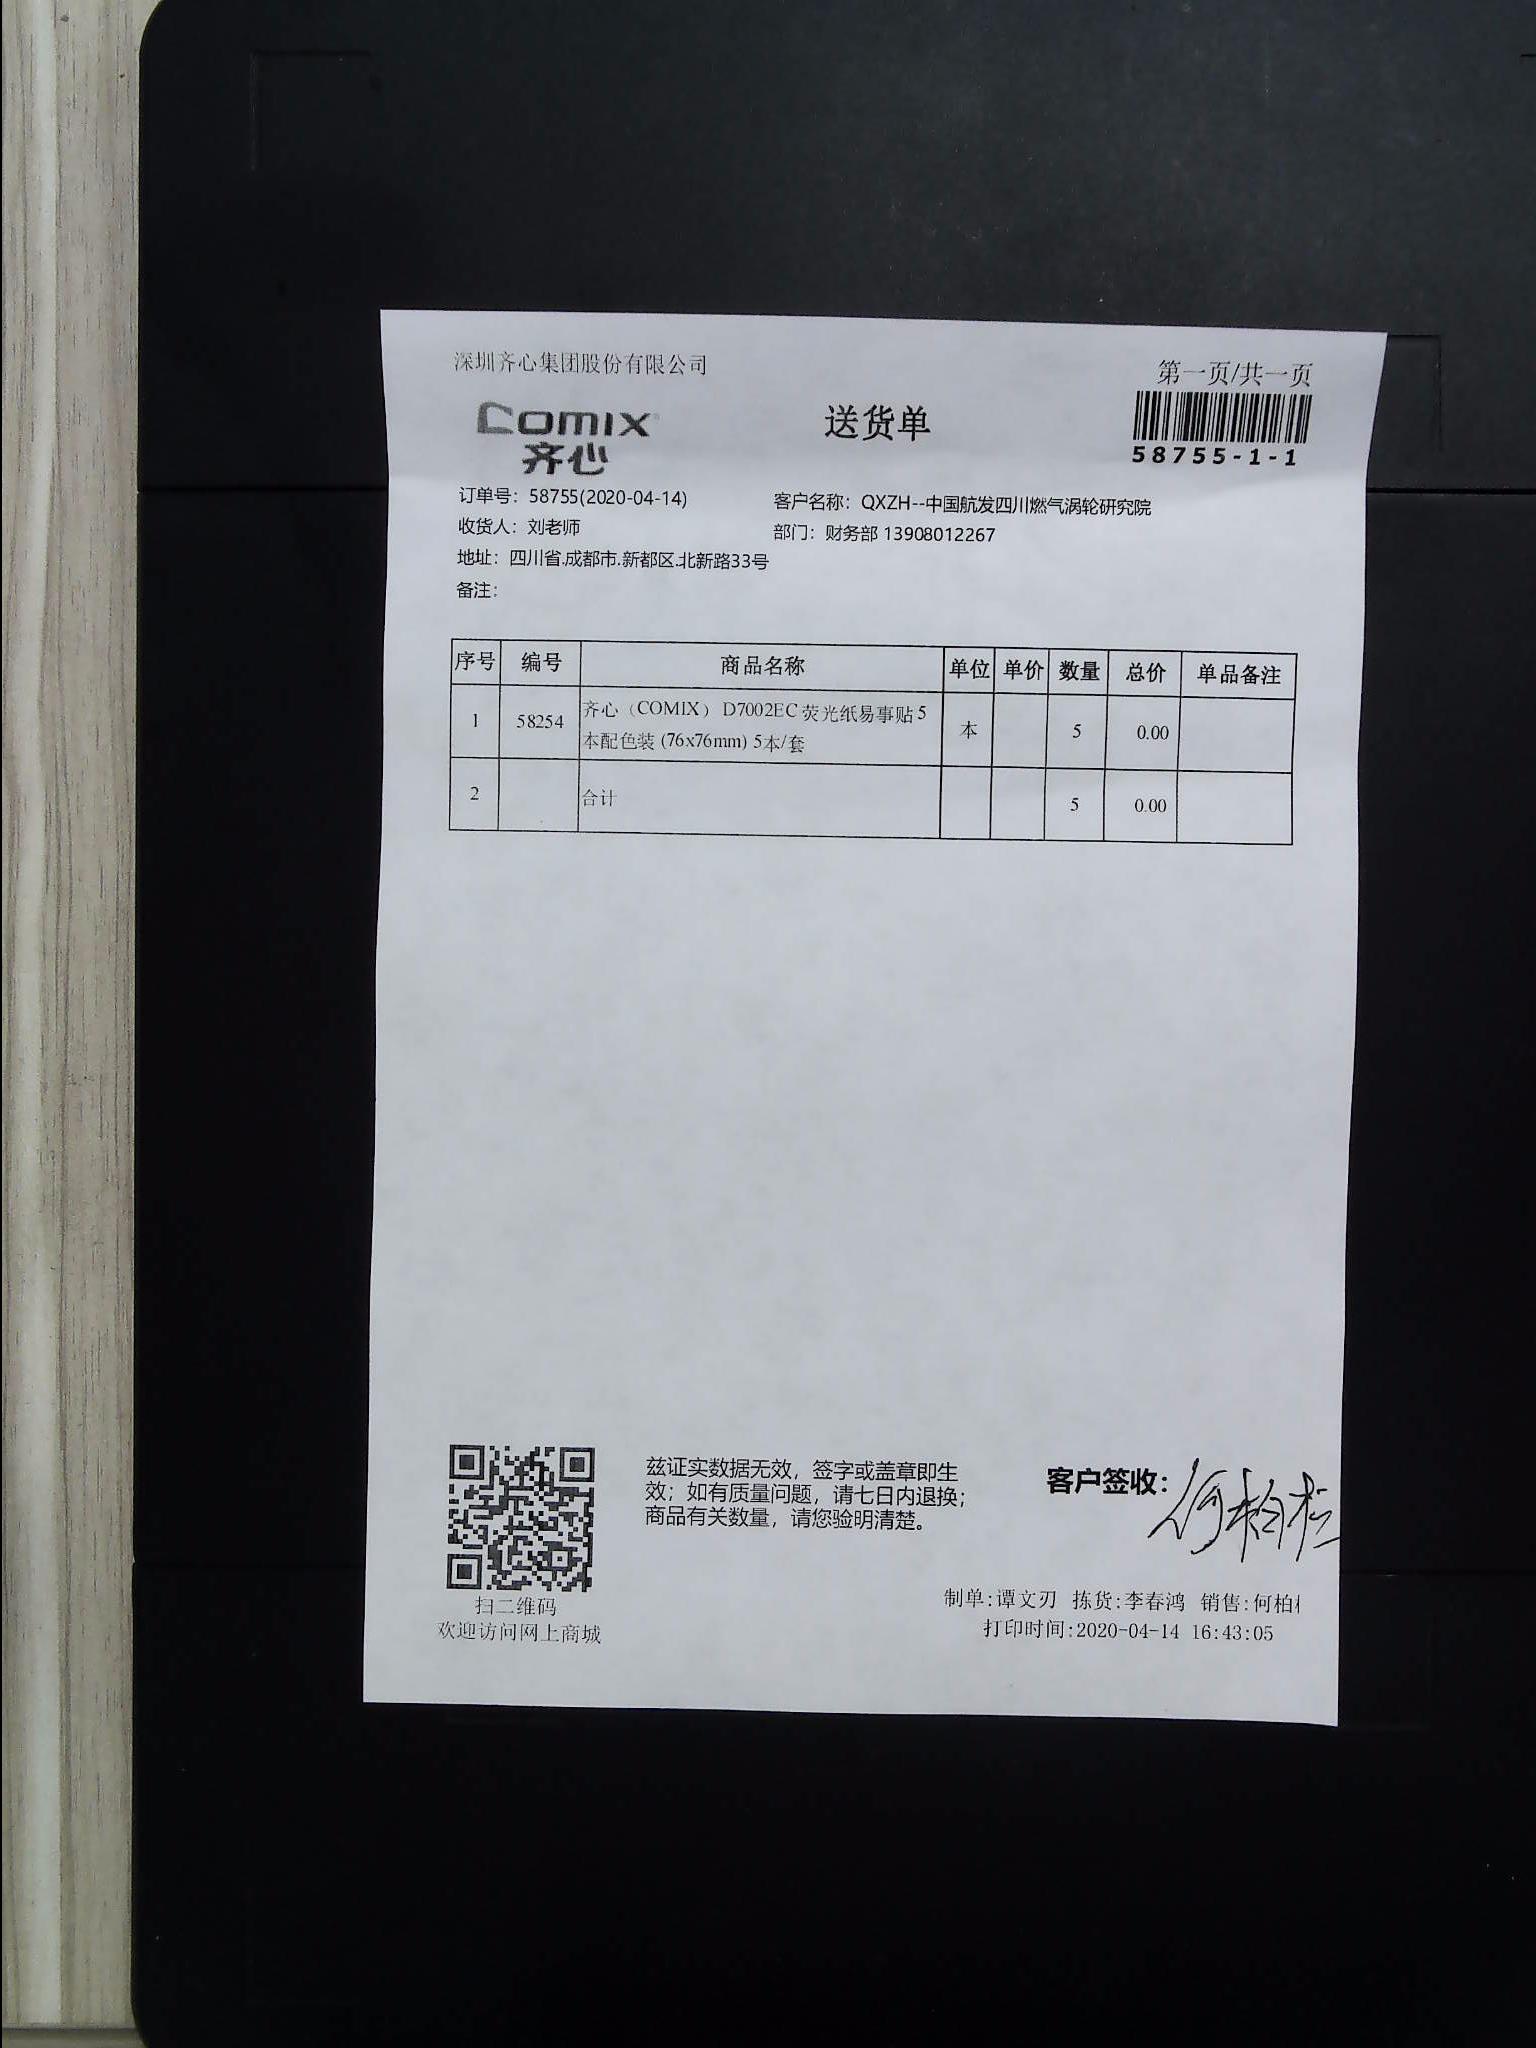 深圳齐心集团股份有限公司
第一页/共一页
COMIX
齐心
送货单
58755-1-1
订单号：58755(2020-04-14)
客户名称：QXZH--中国航发四川燃气涡轮研究院
收货人：刘老师
部门：财务部 13908012267
地址：四川省.成都市.新都区.北新路33号
备注：
序号 编号 商品名称 单位 单价 数量 总价 单品备注
1 58254 齐心（COMIX） D7002EC荧光纸易事贴5 本 5 0.00
本配色装 (76x76mm) 5本/套
2 合计 5 0.00
兹证实数据无效，签字或盖章即生
效；如有质量问题，请七日内退换；
商品有关数量，请您验明清楚。
客户签收：何柏
扫二维码
欢迎访问网上商城
制单:谭文刃 拣货:李春鸿 销售:何柏
打印时间:2020-04-14 16:43:05